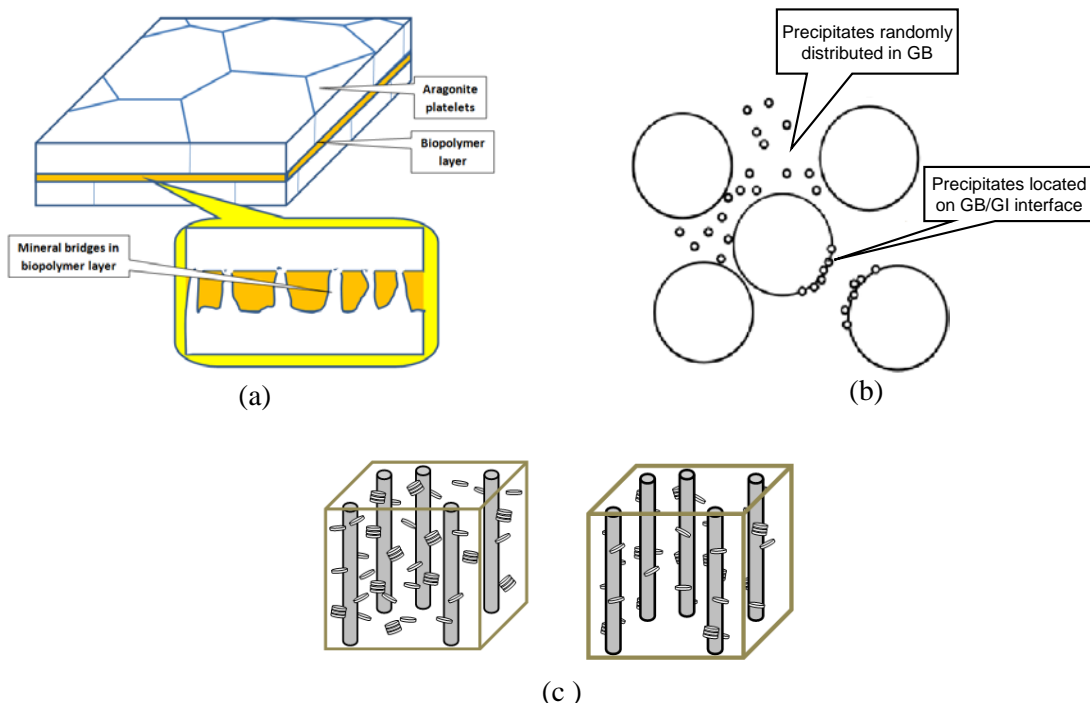 Aragonite
platelets
Biopolymer
layer
Mineral bridges in
biopolymer layer
(a)
Precipitates randomly
distributed in GB
Precipitates located
on GB/GI interface
(b)
(c )